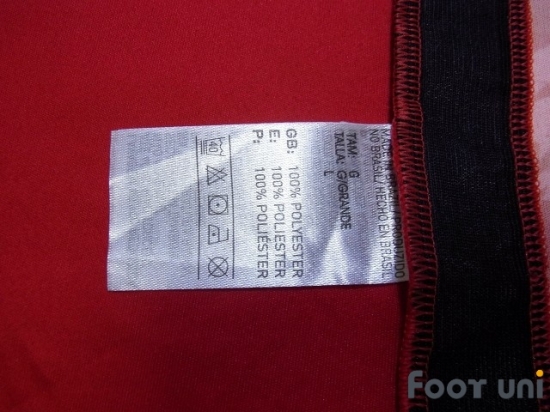 MADE IN BRAZIL / PRODUZIDO
NO BRASIL / HECHO EN BRASIL
TAM: G
TALLA: G/GRANDE
L
GB: 100% POLYESTER
E: 100% POLIESTER
P: 100% POLIÉSTER
40
FOOT UNI